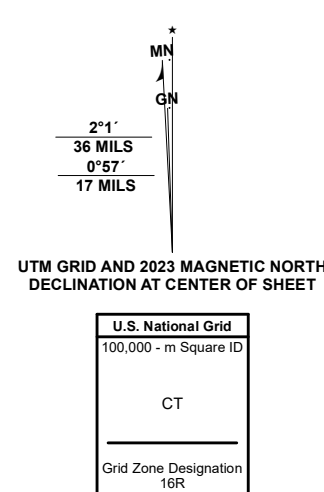 ★
MN
GN
2°1´
36 MILS
0°57´
17 MILS
UTM GRID AND 2023 MAGNETIC NORTH
DECLINATION AT CENTER OF SHEET
U.S. National Grid
100,000 - m Square ID
CT
Grid Zone Designation
16R